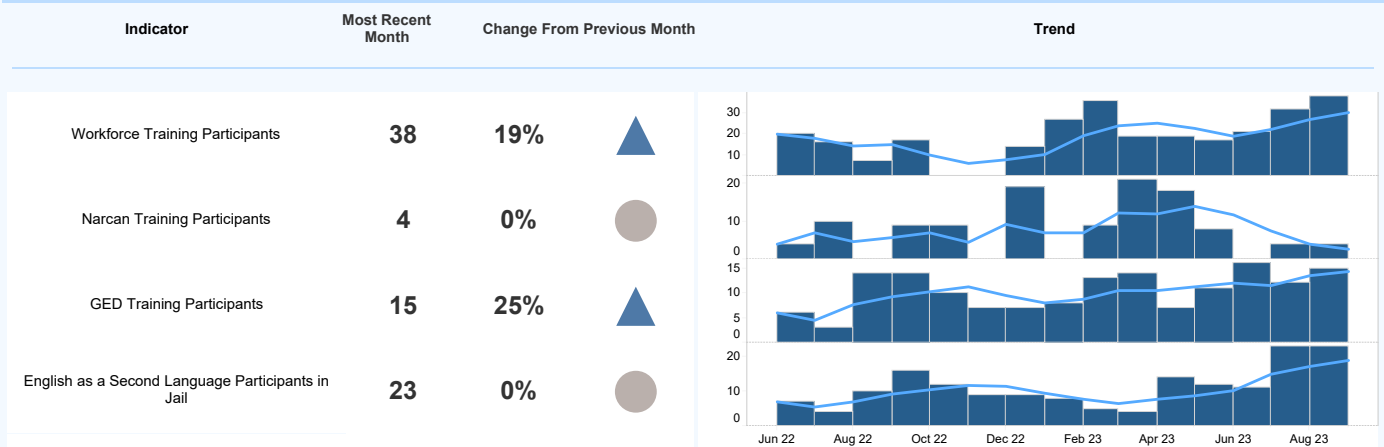 Indicator
Most Recent
Month
Change From Previous Month
Trend
Workforce Training Participants
38
19%
30
20
10
Narcan Training Participants
4
0%
20
10
0
GED Training Participants
15
25%
15
10
5
0
English as a Second Language Participants in
Jail
23
0%
20
10
0
Jun 22 Aug 22 Oct 22 Dec 22 Feb 23 Apr 23 Jun 23 Aug 23